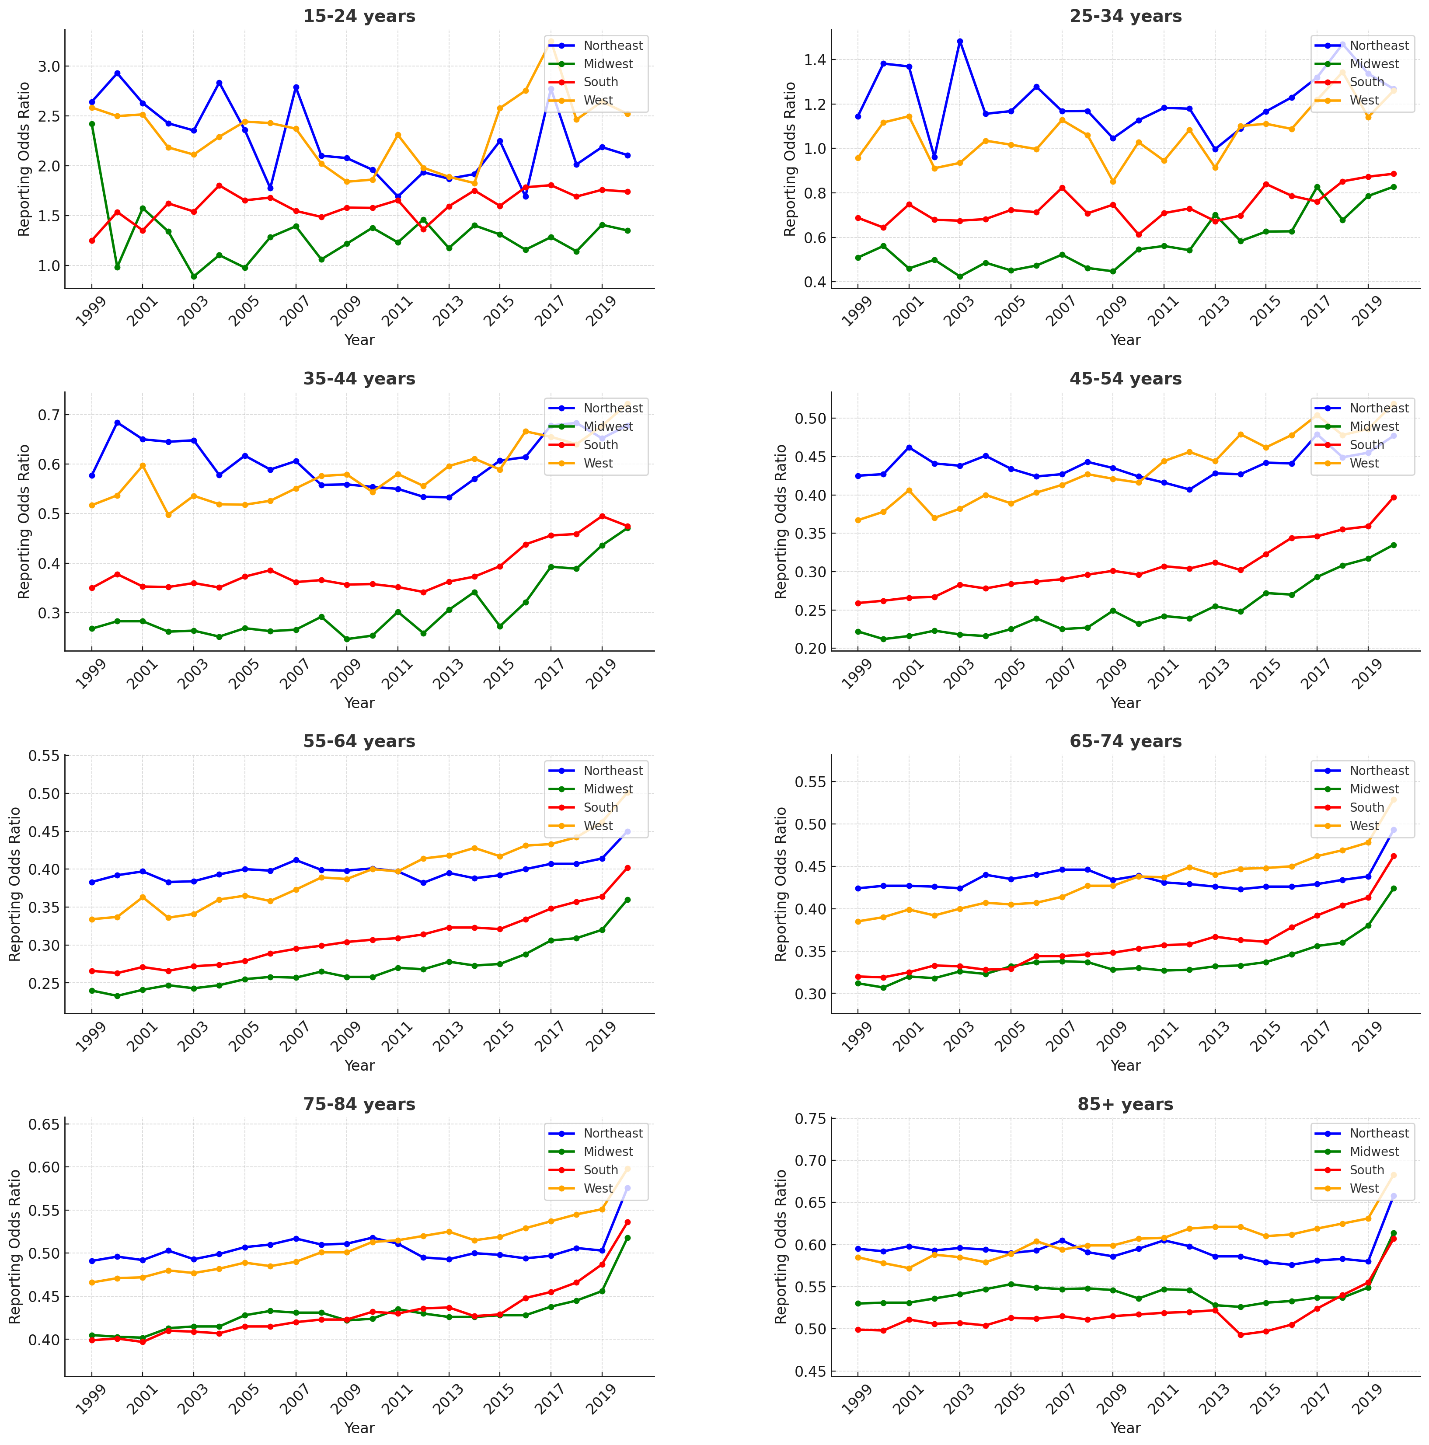 15-24 years
Reporting Odds Ratio
3.0
2.5
2.0
1.5
1.0
Northeast
Midwest
South
West
1999 2001 2003 2005 2007 2009 2011 2013 2015 2017 2019
Year
25-34 years
Reporting Odds Ratio
1.4
1.2
1.0
0.8
0.6
0.4
Northeast
Midwest
South
West
1999 2001 2003 2005 2007 2009 2011 2013 2015 2017 2019
Year
35-44 years
Reporting Odds Ratio
0.7
0.6
0.5
0.4
0.3
Northeast
Midwest
South
West
1999 2001 2003 2005 2007 2009 2011 2013 2015 2017 2019
Year
45-54 years
Reporting Odds Ratio
0.50
0.45
0.40
0.35
0.30
0.25
0.20
Northeast
Midwest
South
West
1999 2001 2003 2005 2007 2009 2011 2013 2015 2017 2019
Year
55-64 years
Reporting Odds Ratio
0.55
0.50
0.45
0.40
0.35
0.30
0.25
Northeast
Midwest
South
West
1999 2001 2003 2005 2007 2009 2011 2013 2015 2017 2019
Year
65-74 years
Reporting Odds Ratio
0.55
0.50
0.45
0.40
0.35
0.30
Northeast
Midwest
South
West
1999 2001 2003 2005 2007 2009 2011 2013 2015 2017 2019
Year
75-84 years
Reporting Odds Ratio
0.65
0.60
0.55
0.50
0.45
0.40
Northeast
Midwest
South
West
1999 2001 2003 2005 2007 2009 2011 2013 2015 2017 2019
Year
85+ years
Reporting Odds Ratio
0.75
0.70
0.65
0.60
0.55
0.50
0.45
Northeast
Midwest
South
West
1999 2001 2003 2005 2007 2009 2011 2013 2015 2017 2019
Year